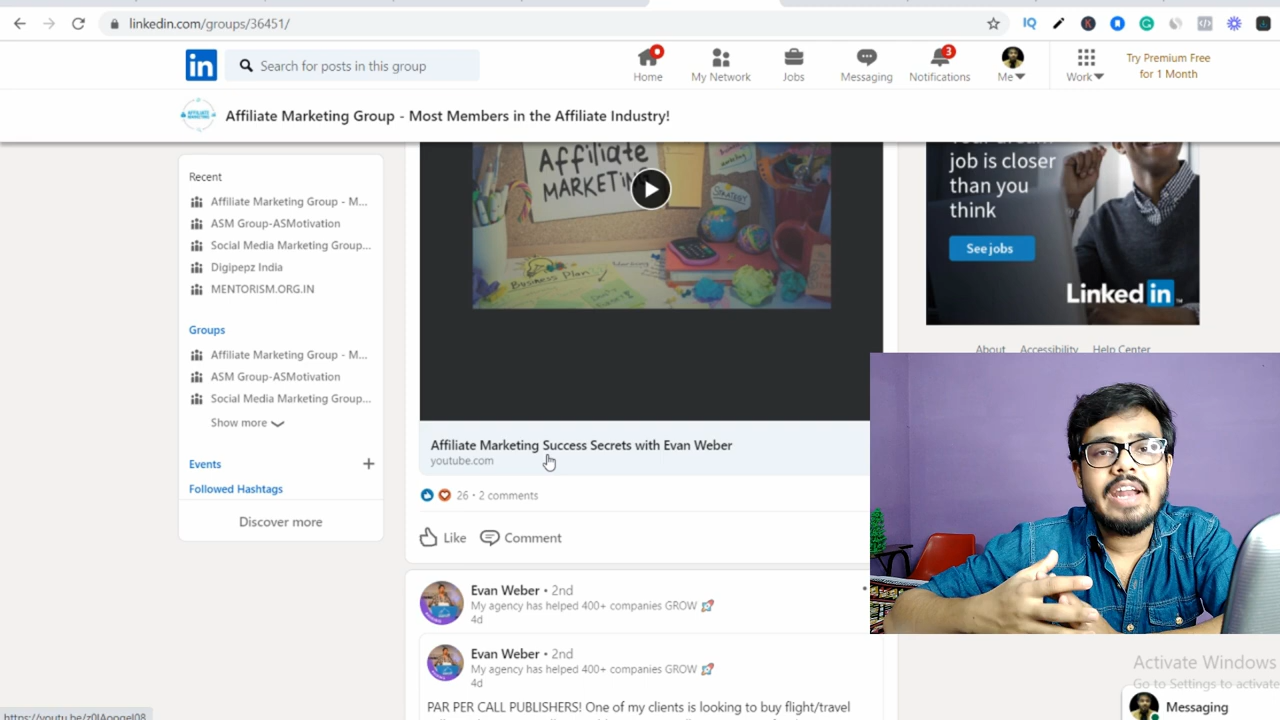 linkedin.com/groups/36451/
in
Search for posts in this group
Home
My Network
Jobs
Messaging
3
Notifications
Me
Work
Try Premium Free
for 1 Month
Affiliate Marketing Group - Most Members in the Affiliate Industry!
Recent
Affiliate Marketing Group - M...
ASM Group-ASMotivation
Social Media Marketing Group...
Digipepz India
MENTORISM.ORG.IN
Groups
Affiliate Marketing Group - M...
ASM Group-ASMotivation
Social Media Marketing Group...
Show more
Events
Followed Hashtags
Discover more
Affiliate
MARKETIN
STRATEGY
Business Plan
Affiliate Marketing Success Secrets with Evan Weber
youtube.com
26 · 2 comments
Like
Comment
Evan Weber • 2nd
My agency has helped 400+ companies GROW 🚀
4d
Evan Weber • 2nd
My agency has helped 400+ companies GROW 🚀
4d
PAR PER CALL PUBLISHERS! One of my clients is looking to buy flight/travel
job is closer
than you
think
See jobs
Linked in
About
Accessibility
Help Center
Activate Windows
Go to Settings to activate
Messaging